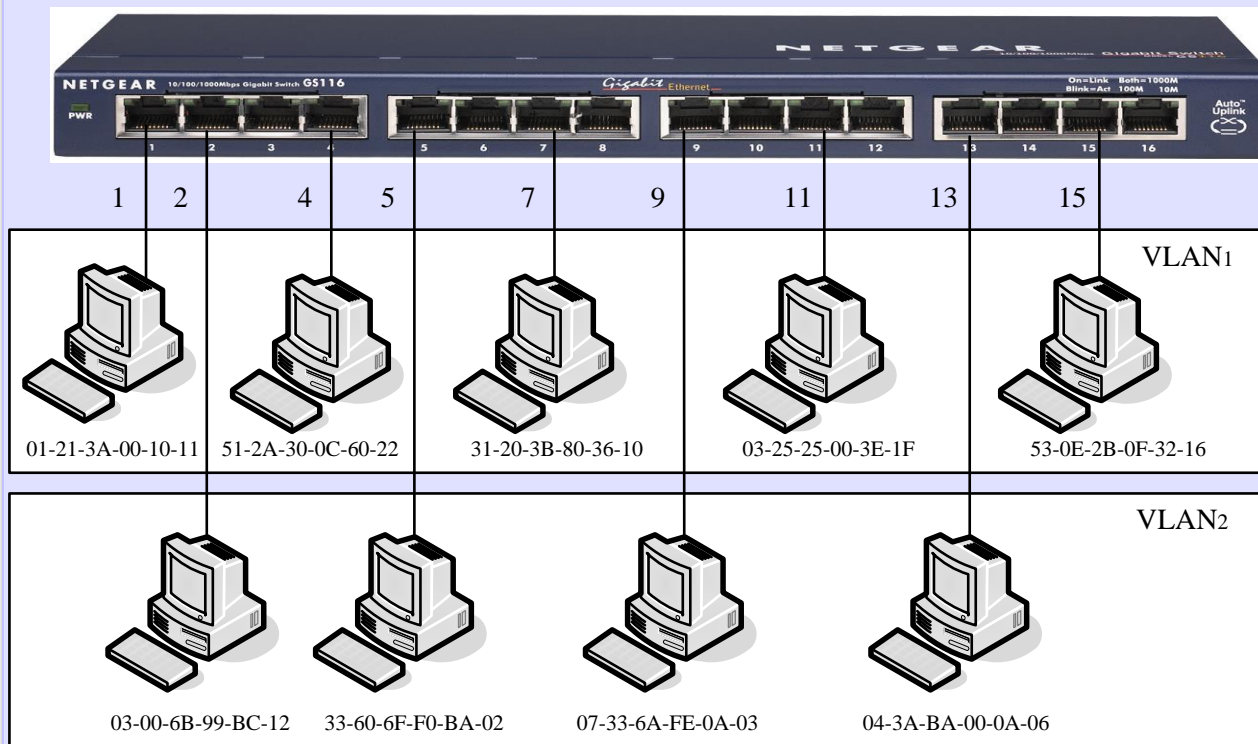 NETGEAR
Gigabit Switch
NETGEAR 10/100/1000Mbps Gigabit Switch GS116
Gigabit Ethernet
On=Link Both=1000M
Blink=Act 100M 10M
PWR
Auto™
Uplink
1 2 3 4 5 6 7 8 9 10 11 12 13 14 15 16
1 2 4 5 7 9 11 13 15
VLAN1
01-21-3A-00-10-11 51-2A-30-0C-60-22 31-20-3B-80-36-10 03-25-25-00-3E-1F 53-0E-2B-0F-32-16
VLAN2
03-00-6B-99-BC-12 33-60-6F-F0-BA-02 07-33-6A-FE-0A-03 04-3A-BA-00-0A-06